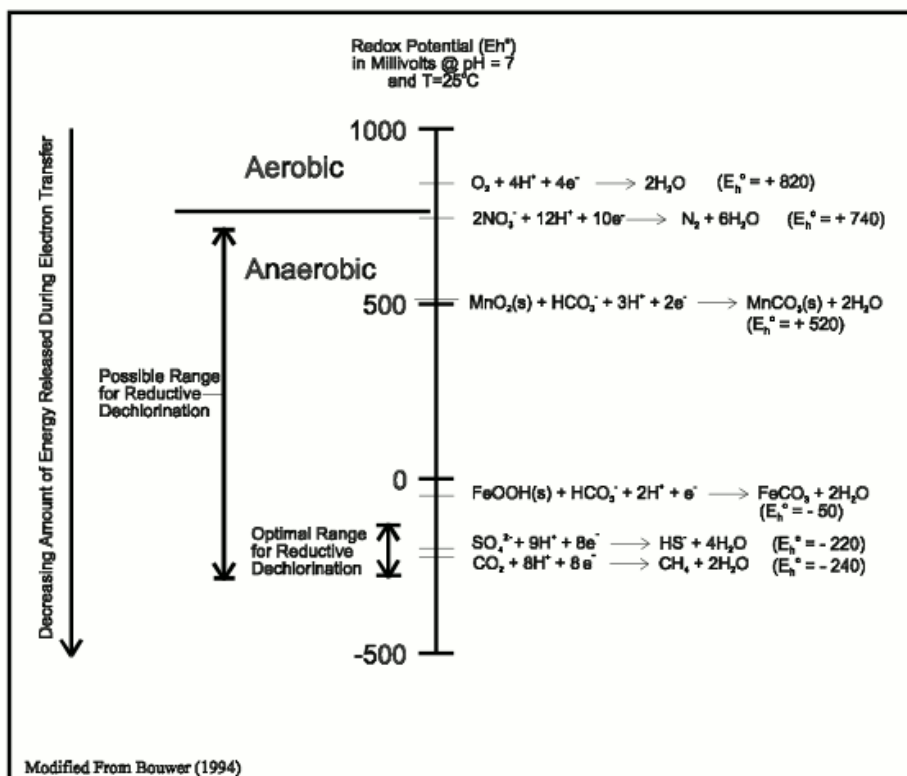 Redox Potential (Eh°)
in Millivolts @ pH = 7
and T=25°C
Decreasing Amount of Energy Released During Electron Transfer
1000
Aerobic
O₂ + 4H⁺ + 4e⁻ → 2H₂O (Eₕ° = + 820)
2NO₃⁻ + 12H⁺ + 10e⁻ → N₂ + 6H₂O (Eₕ° = + 740)
Anaerobic
500
MnO₂(s) + HCO₃⁻ + 3H⁺ + 2e⁻ → MnCO₃(s) + 2H₂O
(Eₕ° = + 520)
Possible Range
for Reductive
Dechlorination
0
FeOOH(s) + HCO₃⁻ + 2H⁺ + e⁻ → FeCO₃ + 2H₂O
(Eₕ° = - 50)
Optimal Range
for Reductive
Dechlorination
SO₄²⁻ + 9H⁺ + 8e⁻ → HS⁻ + 4H₂O (Eₕ° = - 220)
CO₂ + 8H⁺ + 8e⁻ → CH₄ + 2H₂O (Eₕ° = - 240)
-500
Modified From Bouwer (1994)